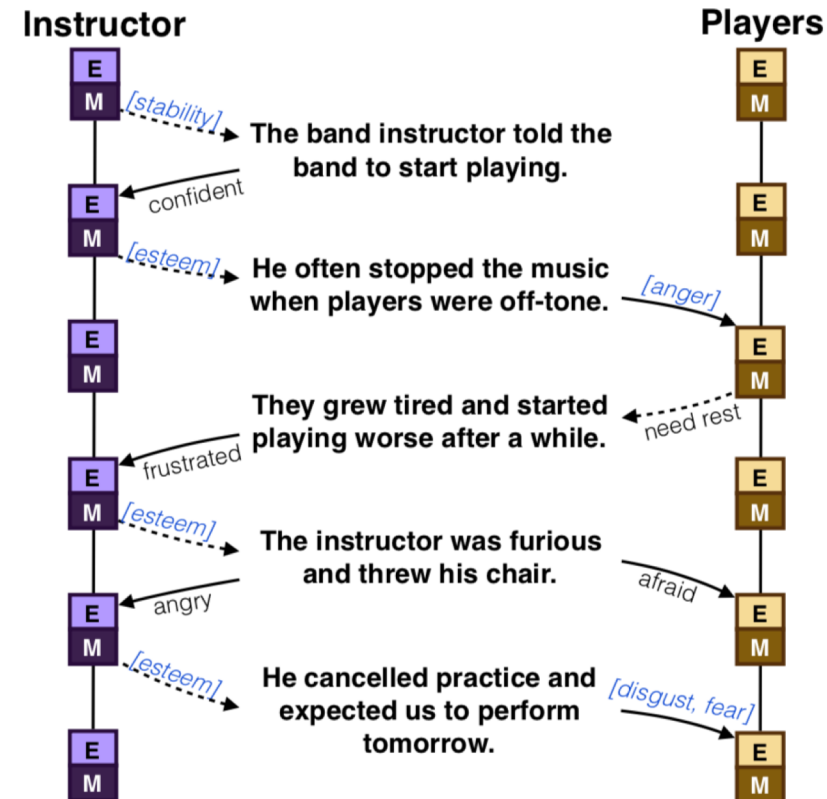 Instructor
Players
E
E
M
M
[stability]
The band instructor told the
band to start playing.
confident
E
E
M
M
[esteem]
He often stopped the music
when players were off-tone.
[anger]
E
E
M
M
They grew tired and started
playing worse after a while.
need rest
frustrated
E
E
M
M
[esteem]
The instructor was furious
and threw his chair.
afraid
angry
E
E
M
M
[esteem]
He cancelled practice and
expected us to perform
tomorrow.
[disgust, fear]
E
E
M
M